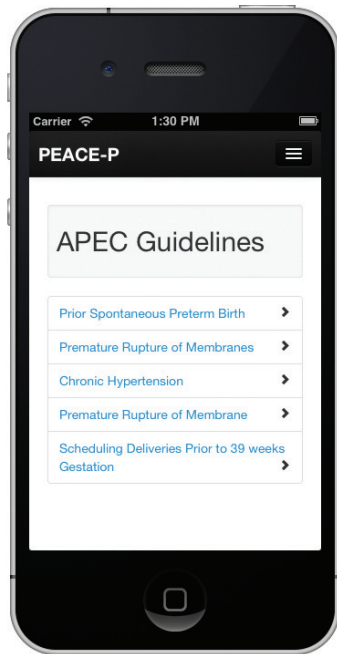 Carrier 1:30 PM
PEACE-P
APEC Guidelines
Prior Spontaneous Preterm Birth
Premature Rupture of Membranes
Chronic Hypertension
Premature Rupture of Membrane
Scheduling Deliveries Prior to 39 weeks
Gestation